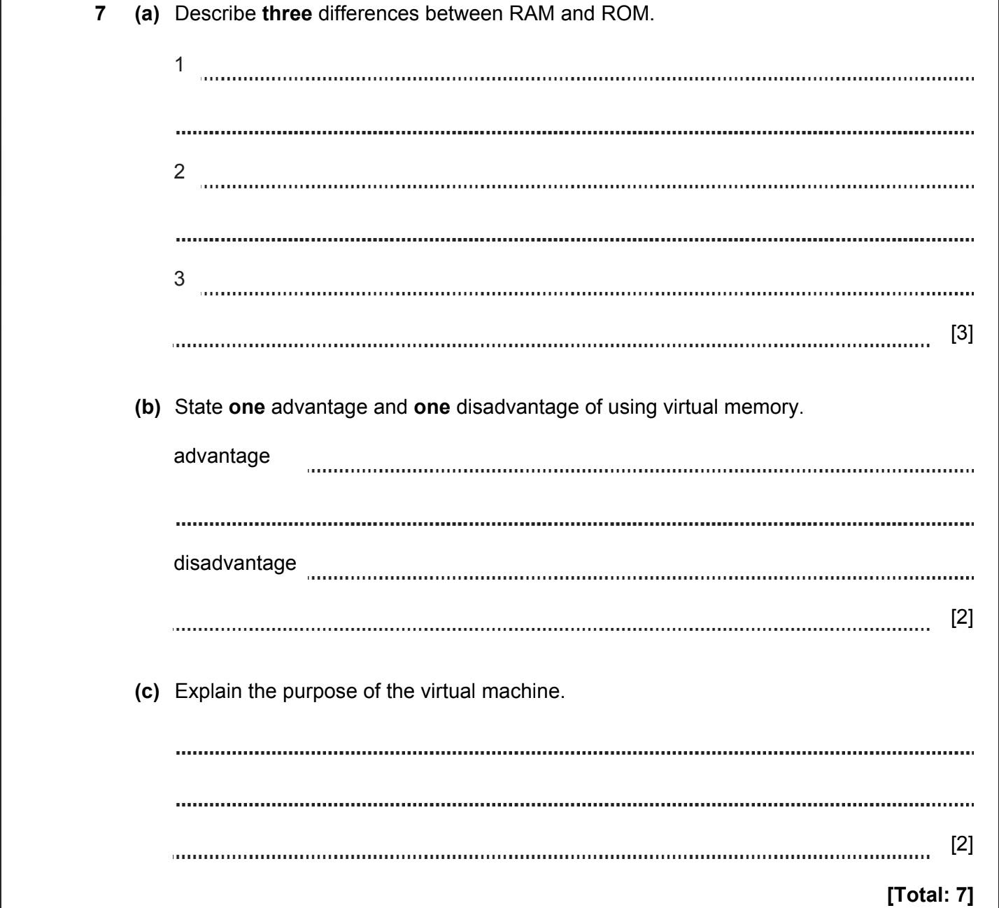 7 (a) Describe three differences between RAM and ROM.
1
2
3
[3]
(b) State one advantage and one disadvantage of using virtual memory.
advantage
disadvantage
[2]
(c) Explain the purpose of the virtual machine.
[2]
[Total: 7]